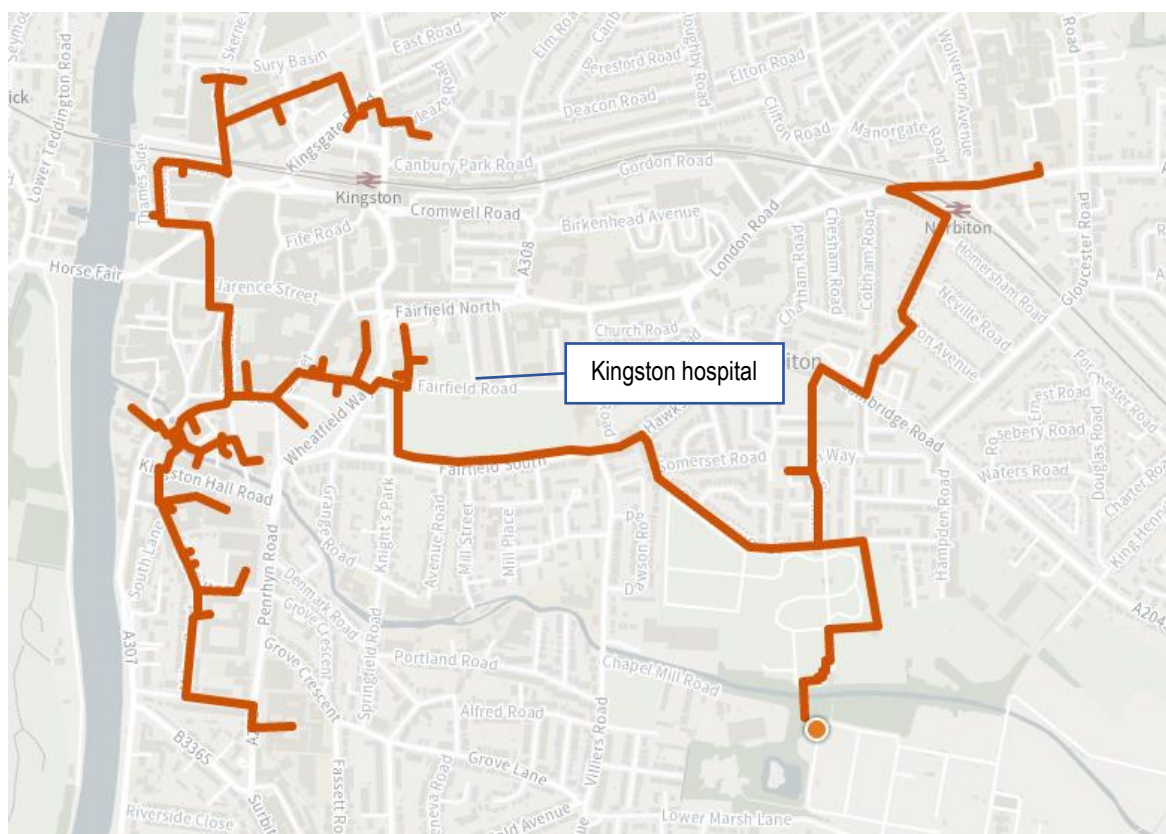 Sury Basin
East Road
Elm Road
Beresford Road
Elton Road
Wolverton Avenue
Road
Lower Teddington Road
Deacon Road
Clifton Road
Manorgate Road
Canbury Park Road
Gordon Road
Thames Side
Kingston
Cromwell Road
Birkenhead Avenue
London Road
Norbiton
Fife Road
A308
Chatham Road
Chesham Road
Cobham Road
Homersham Road
Gloucester Road
Horse Fair
Clarence Street
Fairfield North
Church Road
Neville Road
Kingston hospital
Fairfield Road
Porchester Road
Rosebery Road
Douglas Road
Wheatfield Way
Fairfield South
Somerset Road
Waters Road
Charter Road
Kingston Hall Road
Grange Road
Knight's Park
Avenue Road
Mill Street
Mill Place
Dawson Road
Hampden Road
South Lane
Penrhyn Road
Denmark Road
Grove Crescent
Springfield Road
A307
Portland Road
Chapel Mill Road
Grove Crescent
Alfred Road
Villiers Road
B3365
Grove Lane
Riverside Close
Lower Marsh Lane